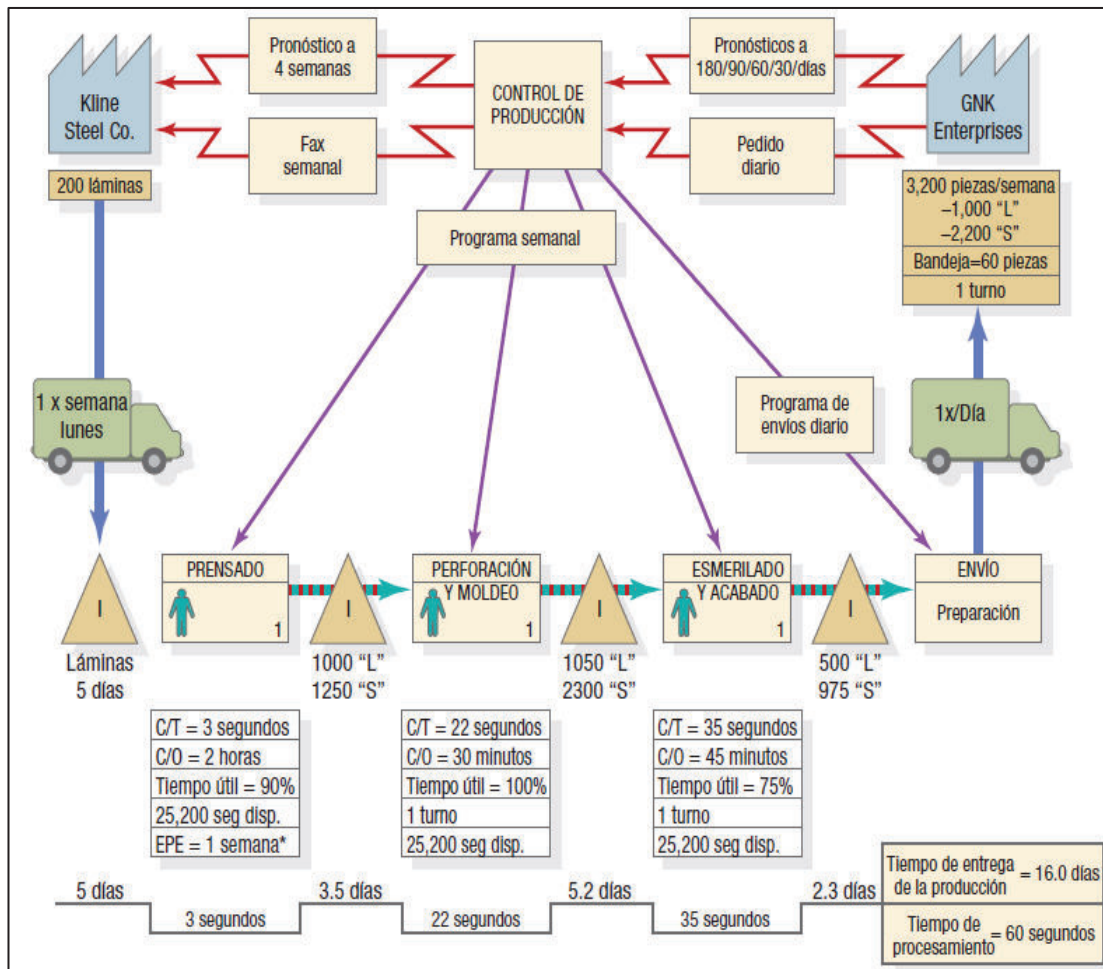 Kline
Steel Co.
Pronóstico a
4 semanas
Fax
semanal
CONTROL DE
PRODUCCIÓN
Pronósticos a
180/90/60/30/días
Pedido
diario
GNK
Enterprises
200 láminas
3,200 piezas/semana
–1,000 “L”
–2,200 “S”
Bandeja=60 piezas
1 turno
Programa semanal
1 x semana
lunes
Programa de
envíos diario
1x/Día
I
Láminas
5 días
PRENSADO
1
I
1000 “L”
1250 “S”
PERFORACIÓN
Y MOLDEO
1
I
1050 “L”
2300 “S”
ESMERILADO
Y ACABADO
1
I
500 “L”
975 “S”
ENVÍO
Preparación
C/T = 3 segundos
C/O = 2 horas
Tiempo útil = 90%
25,200 seg disp.
EPE = 1 semana*
C/T = 22 segundos
C/O = 30 minutos
Tiempo útil = 100%
1 turno
25,200 seg disp.
C/T = 35 segundos
C/O = 45 minutos
Tiempo útil = 75%
1 turno
25,200 seg disp.
5 días
3 segundos
3.5 días
22 segundos
5.2 días
35 segundos
2.3 días
Tiempo de entrega
de la producción = 16.0 días
Tiempo de
procesamiento = 60 segundos